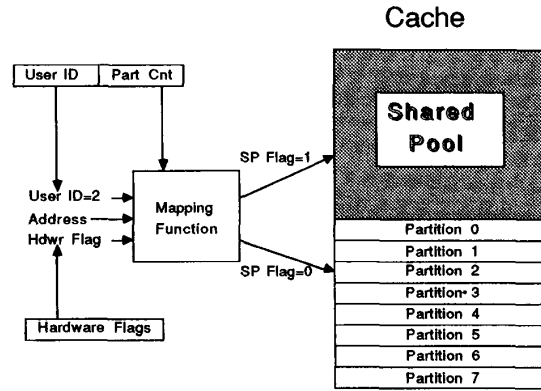 Cache
User ID Part Cnt
Shared
Pool
SP Flag=1
User ID=2
Address
Hdwr Flag
Mapping
Function
SP Flag=0
Partition 0
Partition 1
Partition 2
Partition 3
Partition 4
Partition 5
Partition 6
Partition 7
Hardware Flags